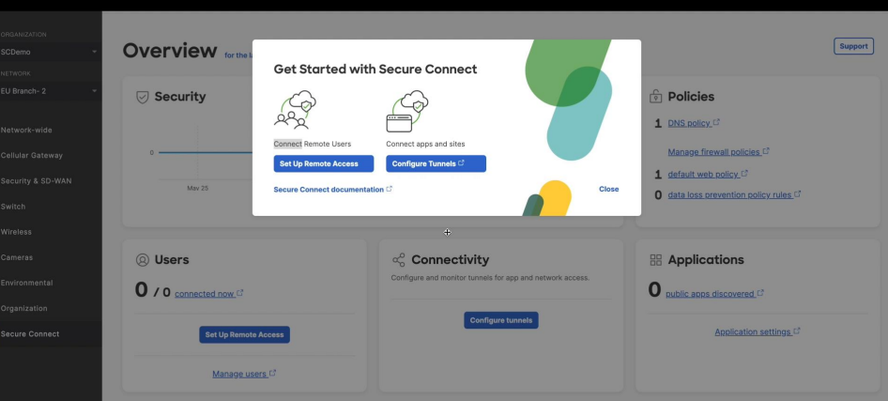 ORGANIZATION
SCDemo
NETWORK
EU Branch- 2
Network-wide
Cellular Gateway
Security & SD-WAN
Switch
Wireless
Cameras
Environmental
Organization
Secure Connect
Overview for the la
Support
Security
0
May 25
Get Started with Secure Connect
Connect Remote Users
Connect apps and sites
Set Up Remote Access
Configure Tunnels
Secure Connect documentation
Close
Policies
1 DNS policy
Manage firewall policies
1 default web policy
0 data loss prevention policy rules
Users
0 / 0 connected now
Set Up Remote Access
Manage users
Connectivity
Configure and monitor tunnels for app and network access.
Configure tunnels
Applications
0 public apps discovered
Application settings